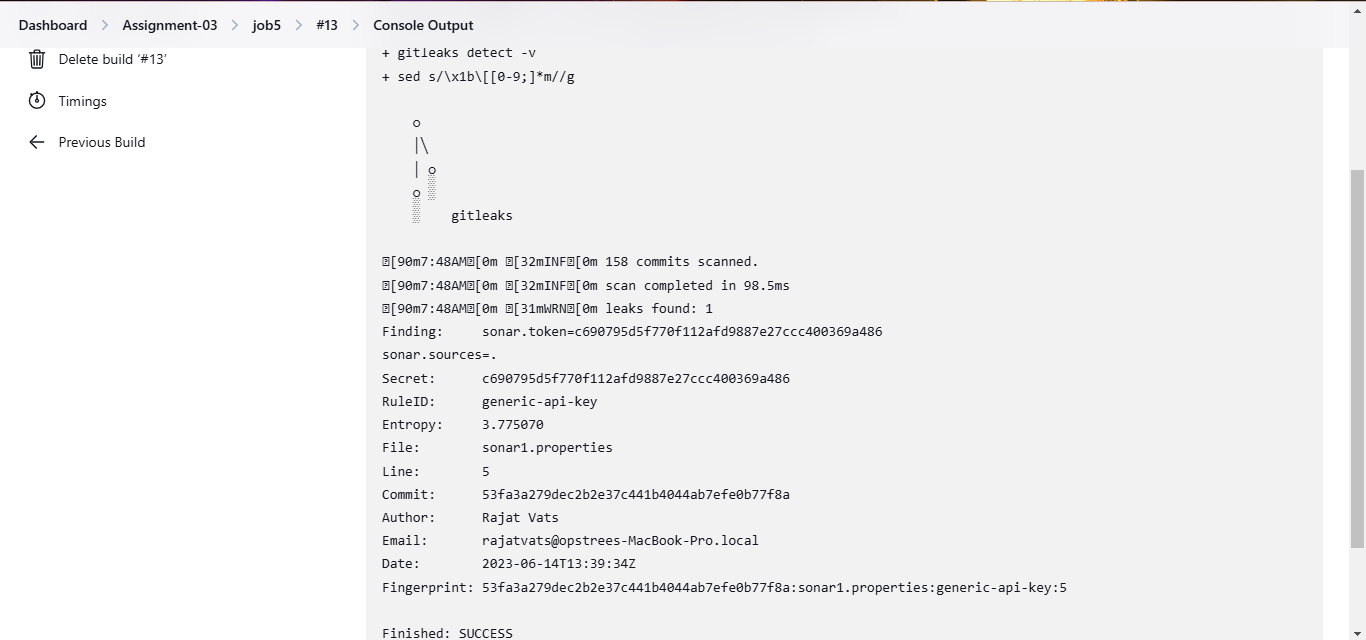 Dashboard > Assignment-03 > job5 > #13 > Console Output
Delete build '#13'
Timings
Previous Build
+ gitleaks detect -v
+ sed s/\x1b\[[0-9;]*m//g
○
│╲
│ ○
○ ░
░    gitleaks
[90m7:48AM[0m [32mINF[0m 158 commits scanned.
[90m7:48AM[0m [32mINF[0m scan completed in 98.5ms
[90m7:48AM[0m [31mWRN[0m leaks found: 1
Finding:     sonar.token=c690795d5f770f112afd9887e27ccc400369a486
sonar.sources=.
Secret:      c690795d5f770f112afd9887e27ccc400369a486
RuleID:      generic-api-key
Entropy:     3.775070
File:        sonar1.properties
Line:        5
Commit:      53fa3a279dec2b2e37c441b4044ab7efe0b77f8a
Author:      Rajat Vats
Email:       rajatvats@opstrees-MacBook-Pro.local
Date:        2023-06-14T13:39:34Z
Fingerprint: 53fa3a279dec2b2e37c441b4044ab7efe0b77f8a:sonar1.properties:generic-api-key:5
Finished: SUCCESS